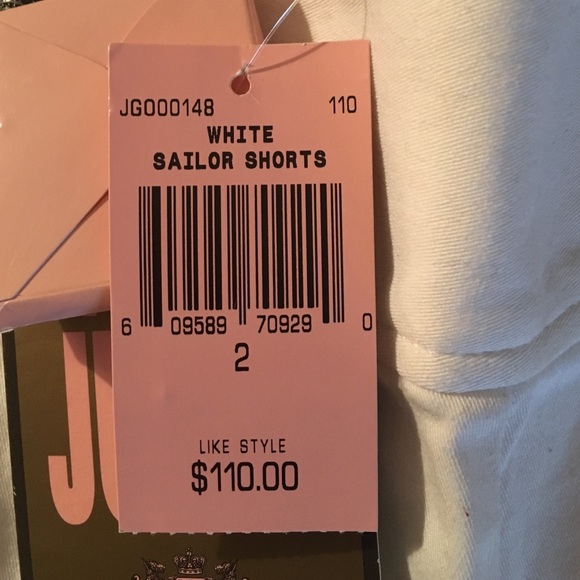 JG000148 110
WHITE
SAILOR SHORTS
6 09589 70929 0
2
LIKE STYLE
$110.00